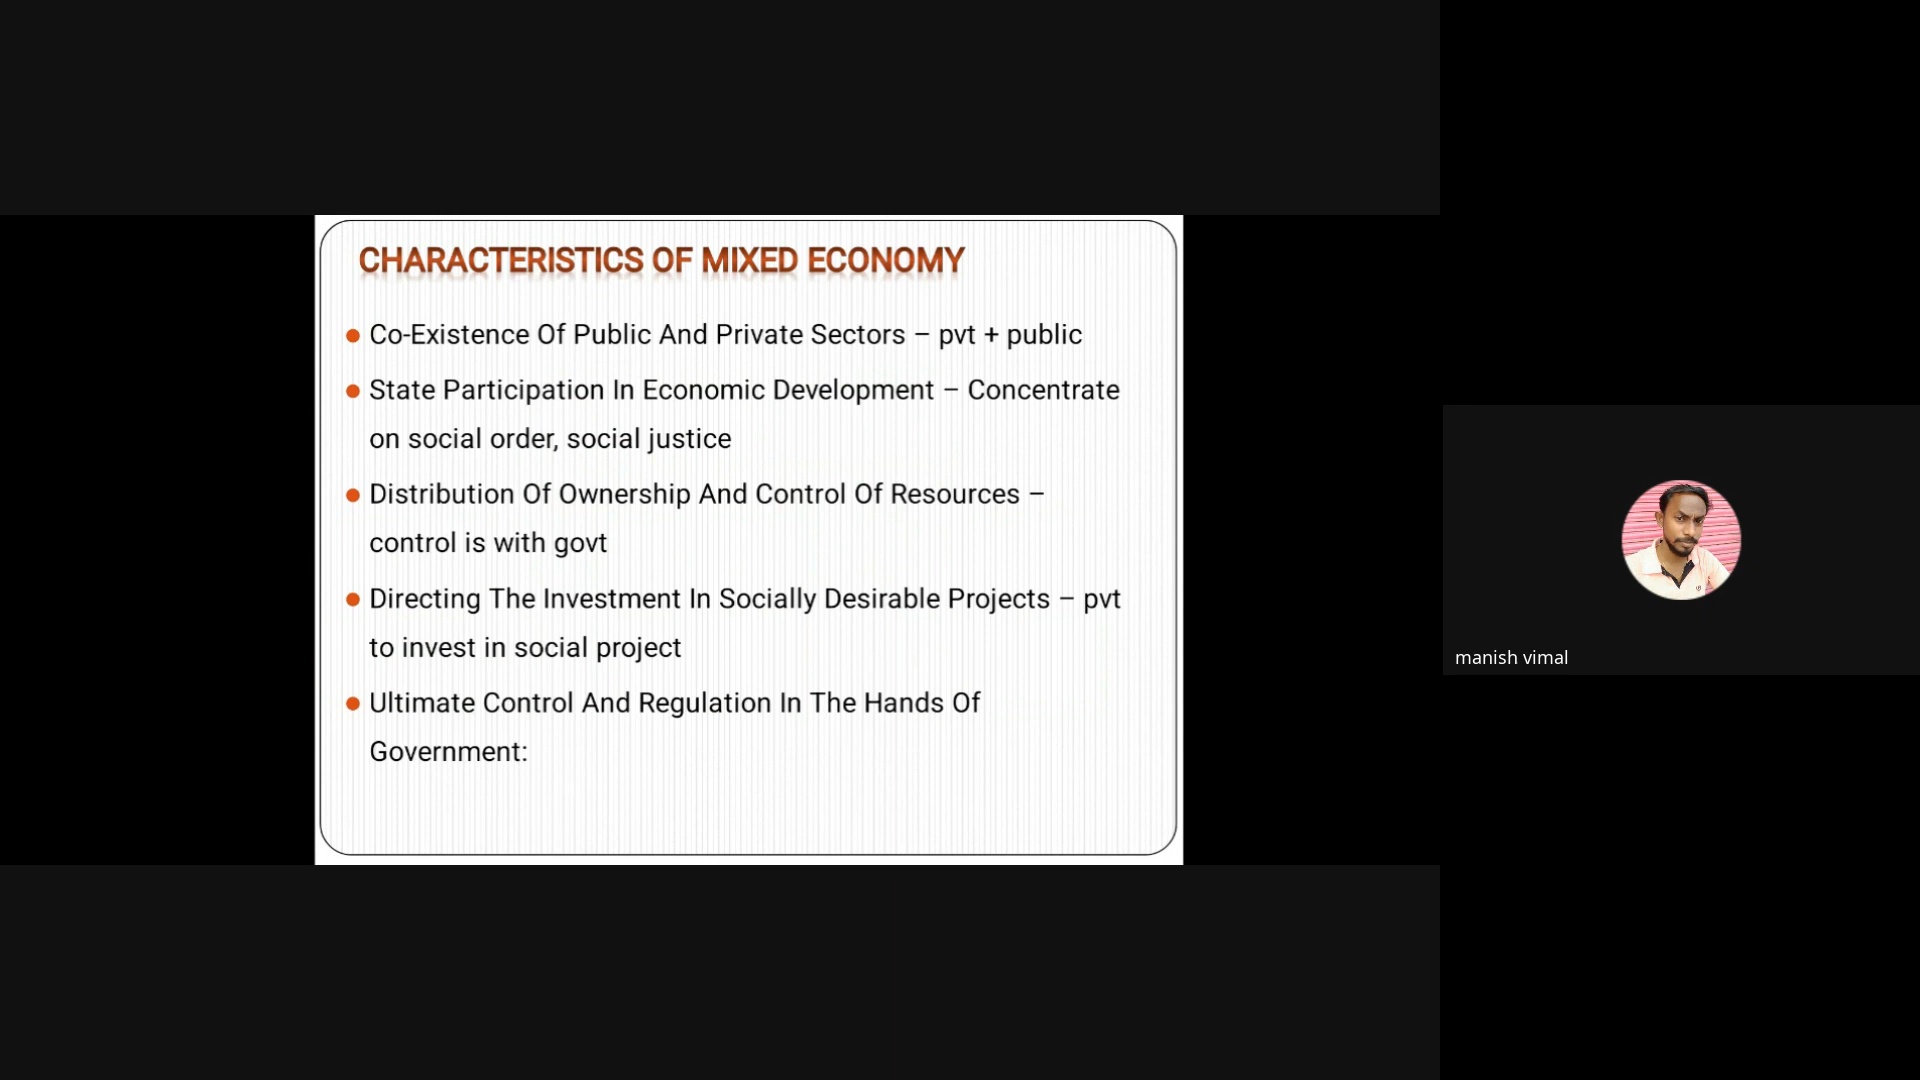 CHARACTERISTICS OF MIXED ECONOMY
Co-Existence Of Public And Private Sectors – pvt + public
State Participation In Economic Development – Concentrate
on social order, social justice
Distribution Of Ownership And Control Of Resources –
control is with govt
Directing The Investment In Socially Desirable Projects – pvt
to invest in social project
Ultimate Control And Regulation In The Hands Of
Government:
manish vimal